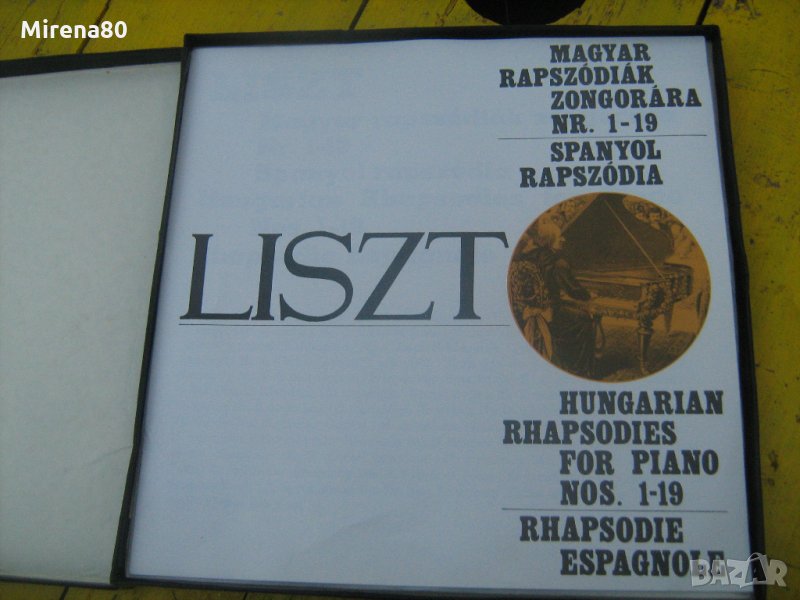 Mirena80
MAGYAR
RAPSZÓDIÁK
ZONGORÁRA
NR. 1-19
SPANYOL
RAPSZÓDIA
LISZT
HUNGARIAN
RHAPSODIES
FOR PIANO
NOS. 1-19
RHAPSODIE
ESPAGNOLE
BAZAR